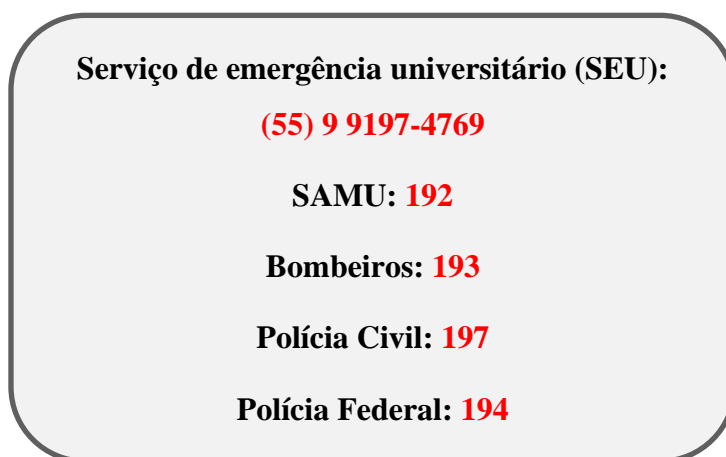 Serviço de emergência universitário (SEU):
(55) 9 9197-4769
SAMU: 192
Bombeiros: 193
Polícia Civil: 197
Polícia Federal: 194